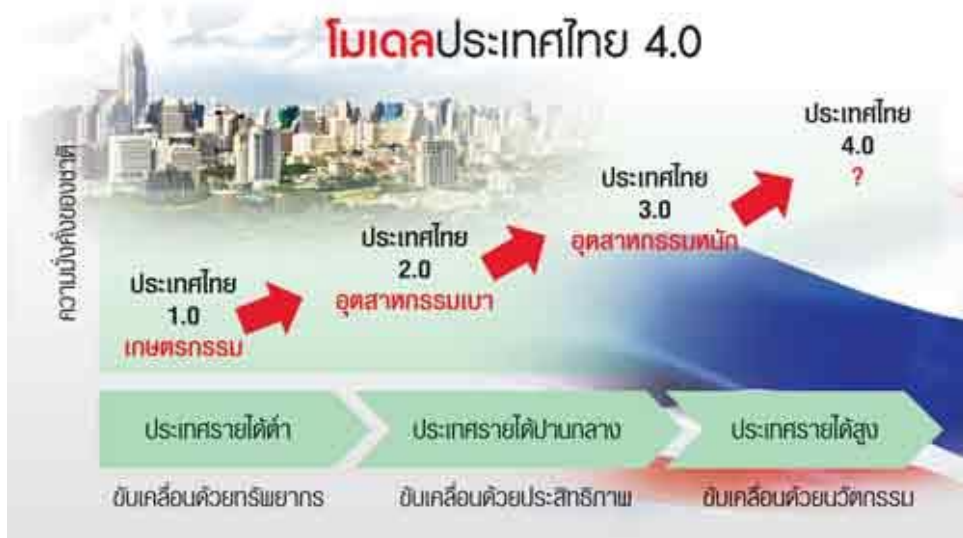 โมเดลประเทศไทย 4.0
ความมั่งคั่งของชาติ
ประเทศไทย
1.0
เกษตรกรรม
ประเทศไทย
2.0
อุตสาหกรรมเบา
ประเทศไทย
3.0
อุตสาหกรรมหนัก
ประเทศไทย
4.0
?
ประเทศรายได้ต่ำ
ประเทศรายได้ปานกลาง
ประเทศรายได้สูง
ขับเคลื่อนด้วยทรัพยากร
ขับเคลื่อนด้วยประสิทธิภาพ
ขับเคลื่อนด้วยนวัตกรรม